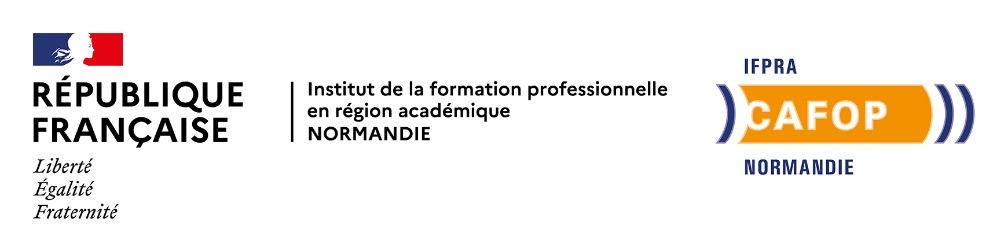 RÉPUBLIQUE
FRANÇAISE
Liberté
Égalité
Fraternité
Institut de la formation professionnelle
en région académique
NORMANDIE
IFPRA
CAFOP
NORMANDIE